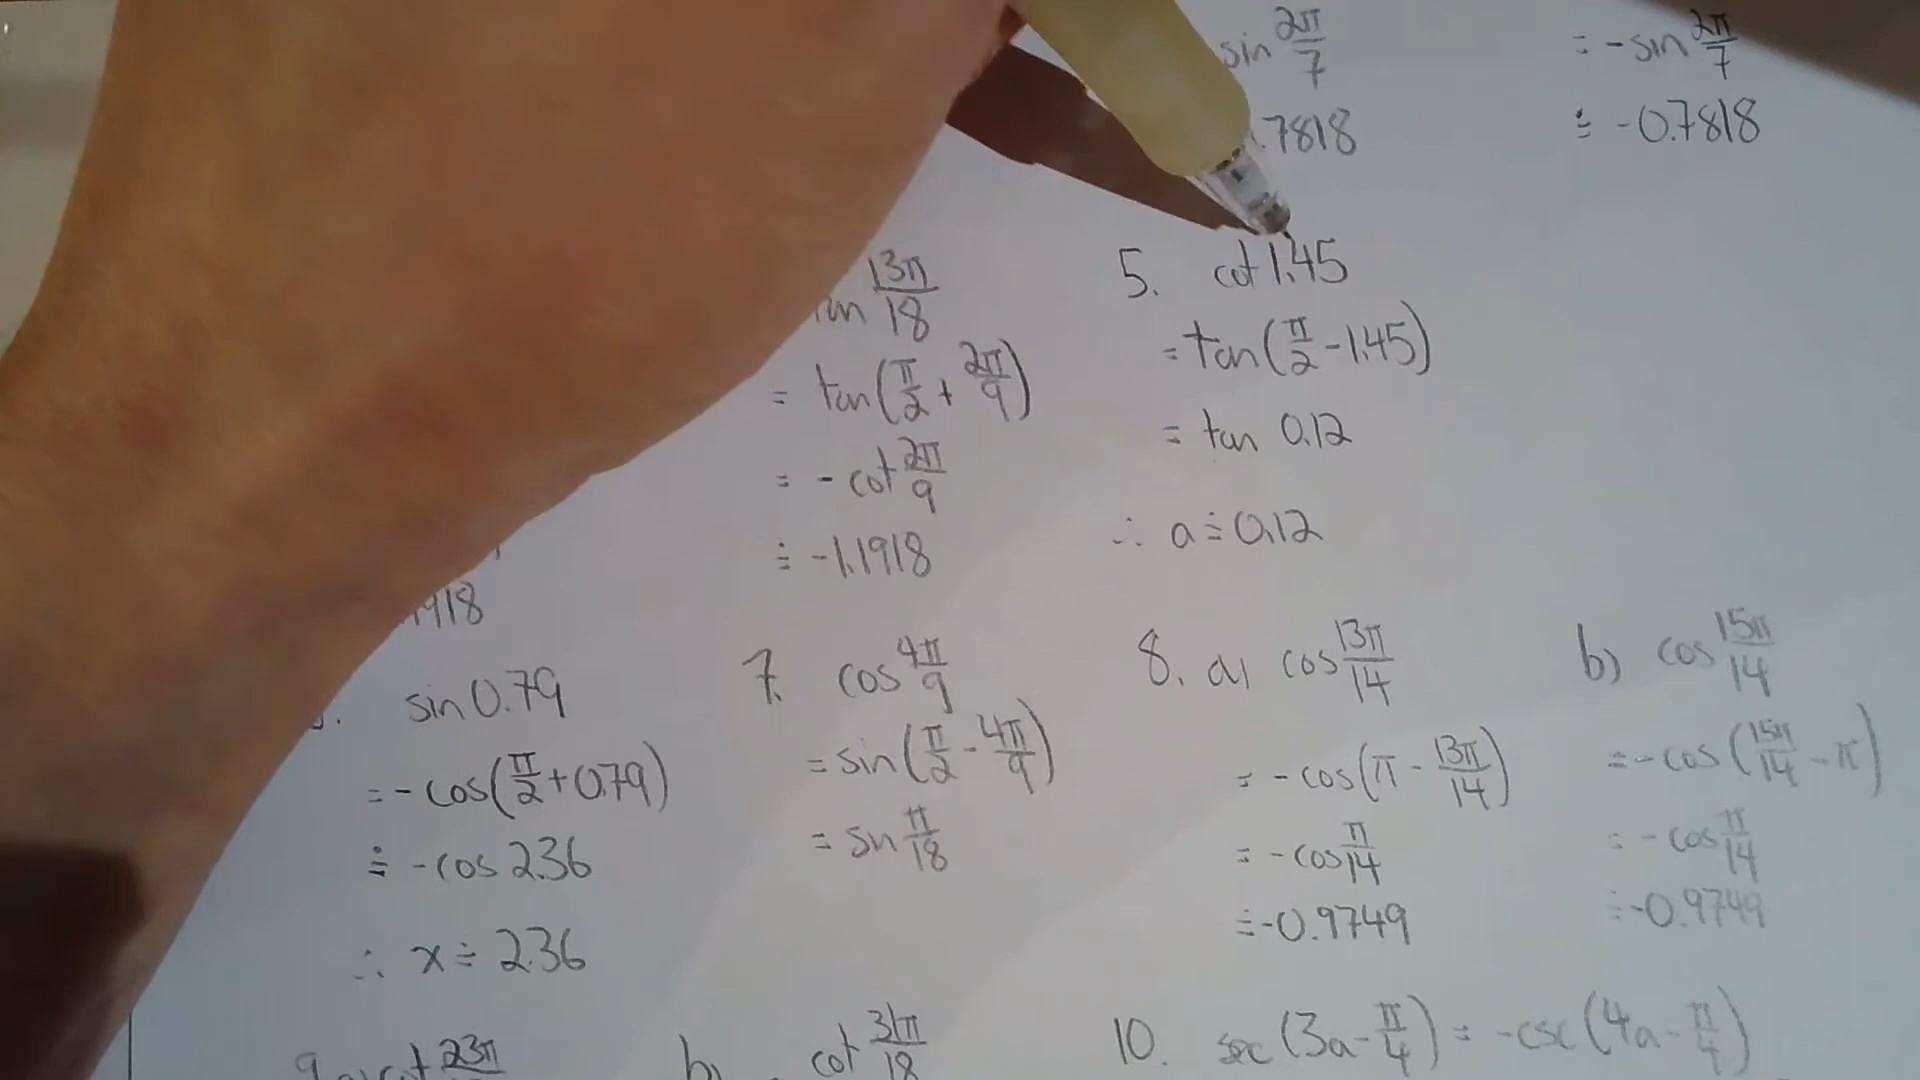 sin 2π/7
.7818
= -sin 2π/7
≐ -0.7818
13π/18
= tan(π/2 + 2π/9)
= -cot 2π/9
≐ -1.1918
5. cot 1.45
= tan(π/2 - 1.45)
= tan 0.12
∴ a ≐ 0.12
918
sin 0.79
= -cos(π/2 + 0.79)
≐ -cos 2.36
∴ x ≐ 2.36
7. cos 4π/9
= sin(π/2 - 4π/9)
= sin π/18
8. a) cos 13π/14
= -cos(π - 13π/14)
= -cos π/14
≐ -0.9749
b) cos 15π/14
= -cos(15π/14 - π)
= -cos π/14
≐ -0.9749
9. a) cot 23π
b) cot 31π/18
10. sec(3a - π/4) = -csc(4a - π/4)